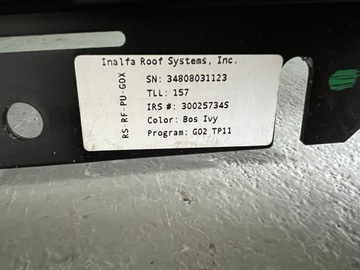 Inalfa Roof Systems, Inc.
RS-RF-PU-GOX
SN: 34808031123
TLL: 157
IRS #: 30025734S
Color: Bos Ivy
Program: G02 TP11